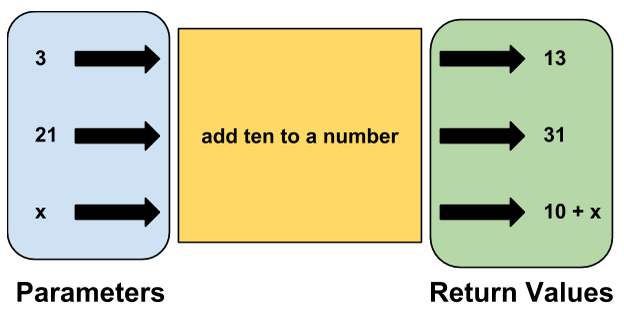 3
13
21
add ten to a number
31
x
10 + x
Parameters
Return Values